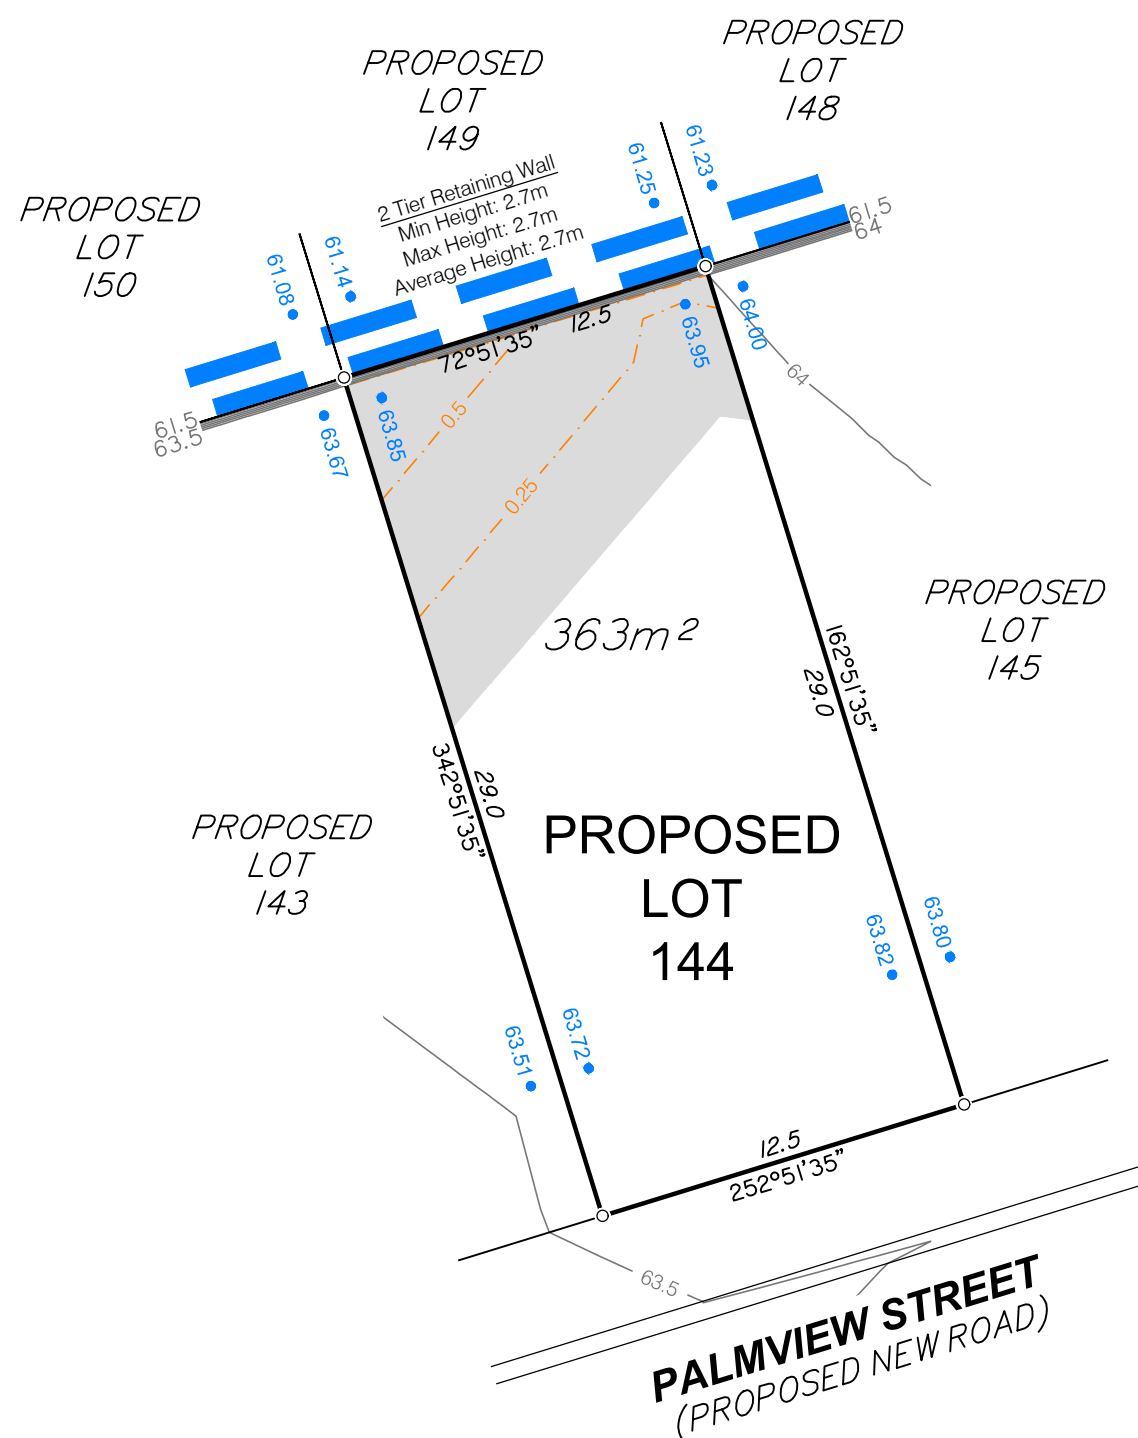 PROPOSED
LOT
148
PROPOSED
LOT
149
PROPOSED
LOT
150
2 Tier Retaining Wall
Min Height: 2.7m
Max Height: 2.7m
Average Height: 2.7m
61.23
61.25
61.14
61.08
61.5
64
12.5
72°51'35"
63.95
64.00
64
61.5
63.5
63.67
63.85
0.5
0.25
363m²
PROPOSED
LOT
145
162°51'35"
29.0
29.0
342°51'35"
PROPOSED
LOT
143
PROPOSED
LOT
144
63.82
63.80
63.51
63.72
12.5
252°51'35"
63.5
PALMVIEW STREET
(PROPOSED NEW ROAD)